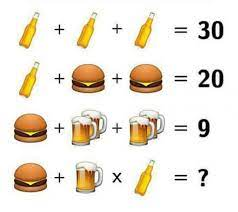 + + = 30
+ + = 20
+ + = 9
+ x = ?